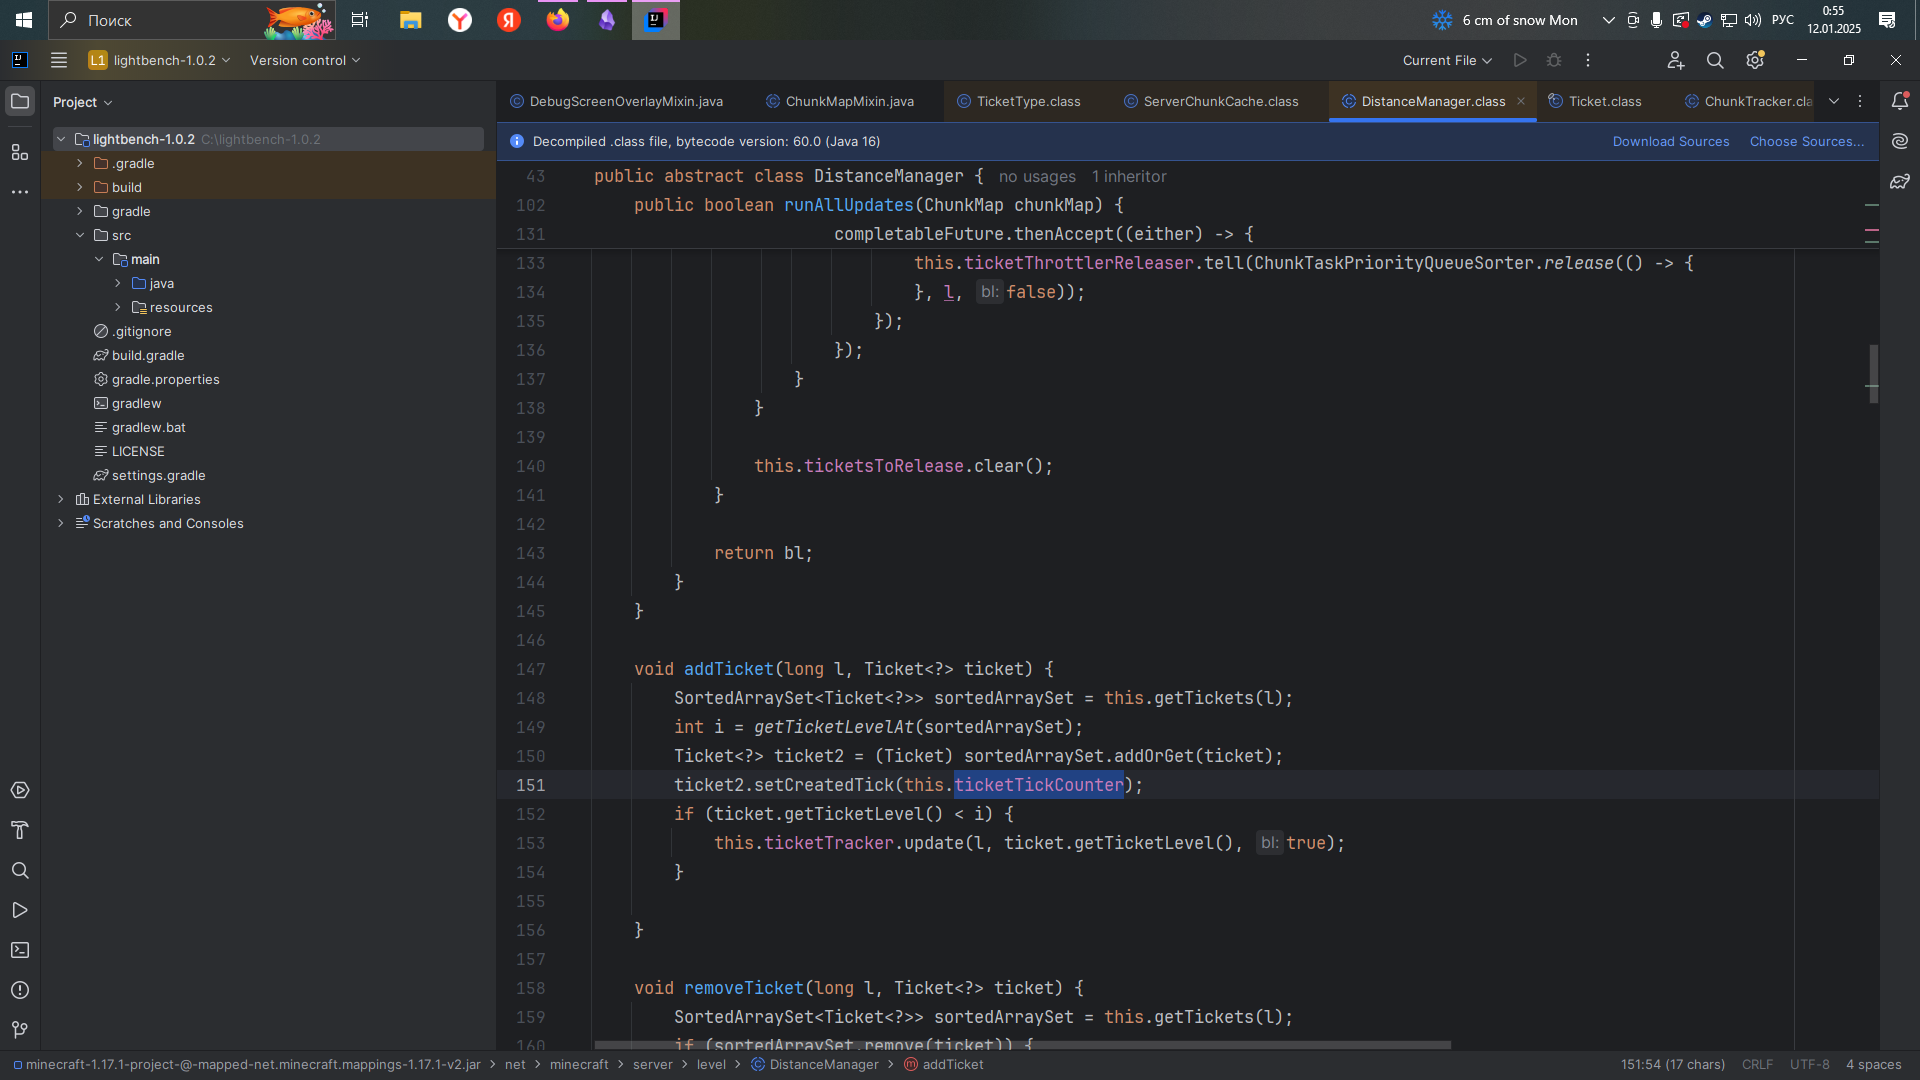 Поиск
6 cm of snow Mon
РУС
0:55
12.01.2025
L1 lightbench-1.0.2
Version control
Current File
Project
lightbench-1.0.2 C:\lightbench-1.0.2
.gradle
build
gradle
src
main
java
resources
.gitignore
build.gradle
gradle.properties
gradlew
gradlew.bat
LICENSE
settings.gradle
External Libraries
Scratches and Consoles
DebugScreenOverlayMixin.java
ChunkMapMixin.java
TicketType.class
ServerChunkCache.class
DistanceManager.class
Ticket.class
ChunkTracker.cla
Decompiled .class file, bytecode version: 60.0 (Java 16)
Download Sources
Choose Sources...
43 public abstract class DistanceManager { no usages 1 inheritor
102 public boolean runAllUpdates(ChunkMap chunkMap) {
131 completableFuture.thenAccept((either) -> {
133 this.ticketThrottlerReleaser.tell(ChunkTaskPriorityQueueSorter.release(() -> {
134 }, l, bl: false));
135 });
136 });
137 }
138 }
139
140 this.ticketsToRelease.clear();
141 }
142
143 return bl;
144 }
145 }
146
147 void addTicket(long l, Ticket<?> ticket) {
148 SortedArraySet<Ticket<?>> sortedArraySet = this.getTickets(l);
149 int i = getTicketLevelAt(sortedArraySet);
150 Ticket<?> ticket2 = (Ticket) sortedArraySet.addOrGet(ticket);
151 ticket2.setCreatedTick(this.ticketTickCounter);
152 if (ticket.getTicketLevel() < i) {
153 this.ticketTracker.update(l, ticket.getTicketLevel(), bl: true);
154 }
155
156 }
157
158 void removeTicket(long l, Ticket<?> ticket) {
159 SortedArraySet<Ticket<?>> sortedArraySet = this.getTickets(l);
160 if (sortedArraySet.remove(ticket)) {
minecraft-1.17.1-project-@-mapped-net.minecraft.mappings-1.17.1-v2.jar
net
minecraft
server
level
DistanceManager
addTicket
151:54 (17 chars)
CRLF
UTF-8
4 spaces